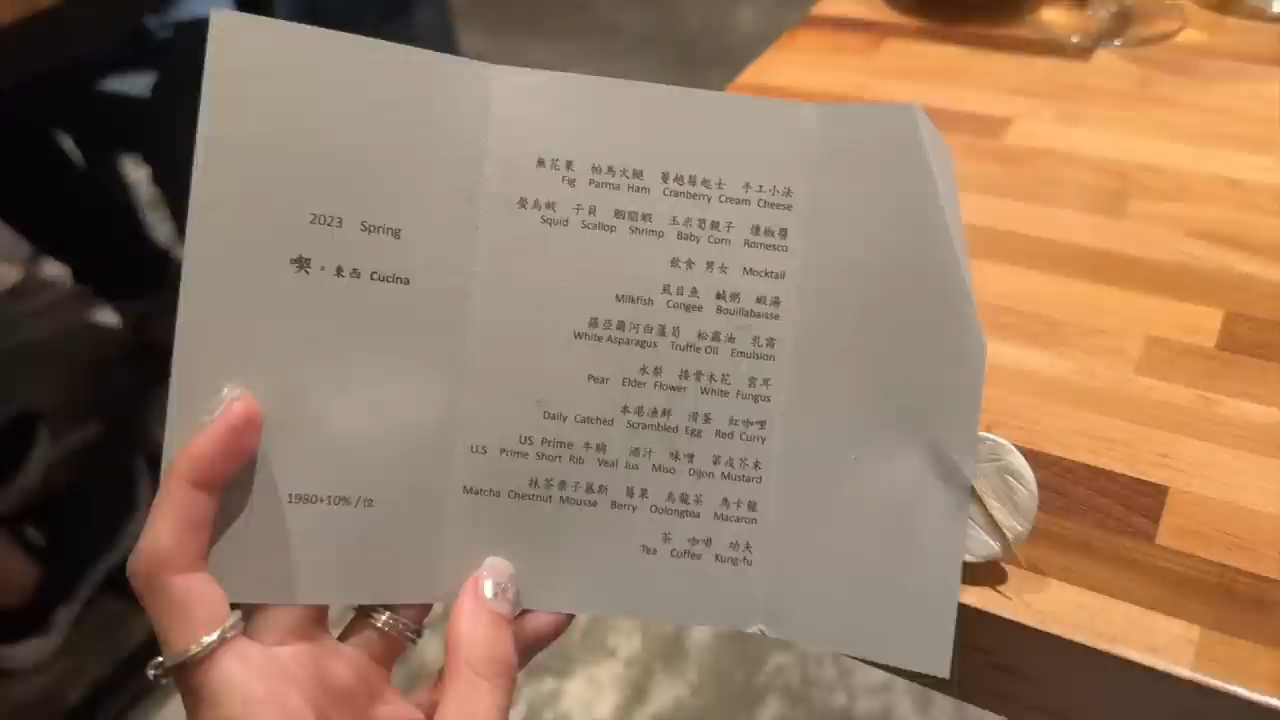 2023 Spring
喫。東西 Cucina
1980+10% / 位
無花果 帕馬火腿 蔓越莓起士 手工小法
Fig Parma Ham Cranberry Cream Cheese
螢烏賊 干貝 胭脂蝦 玉米筍親子 燻椒醬
Squid Scallop Shrimp Baby Corn Romesco
飲食 男女 Mocktail
虱目魚 鹹粥 蝦湯
Milkfish Congee Bouillabaisse
羅亞爾河白蘆筍 松露油 乳霜
White Asparagus Truffle Oil Emulsion
水梨 接骨木花 雲耳
Pear Elder Flower White Fungus
本港漁鮮 滑蛋 紅咖哩
Daily Catched Scrambled Egg Red Curry
US Prime 牛胸 酒汁 味噌 第戎芥末
U.S Prime Short Rib Veal Jus Miso Dijon Mustard
抹茶栗子慕斯 莓果 烏龍茶 馬卡龍
Matcha Chestnut Mousse Berry Oolongtea Macaron
茶 咖啡 功夫
Tea Coffee Kung-fu